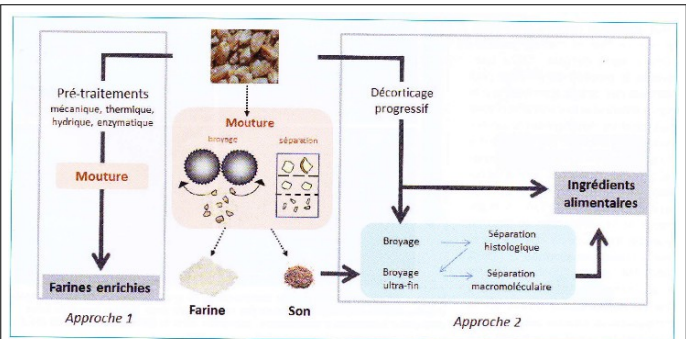 Pré-traitements
mécanique, thermique,
hydrique, enzymatique
Mouture
Farines enrichies
Approche 1
Mouture
broyage
séparation
Farine
Son
Décorticage
progressif
Ingrédients
alimentaires
Broyage
Séparation
histologique
Broyage
ultra-fin
Séparation
macromoléculaire
Approche 2